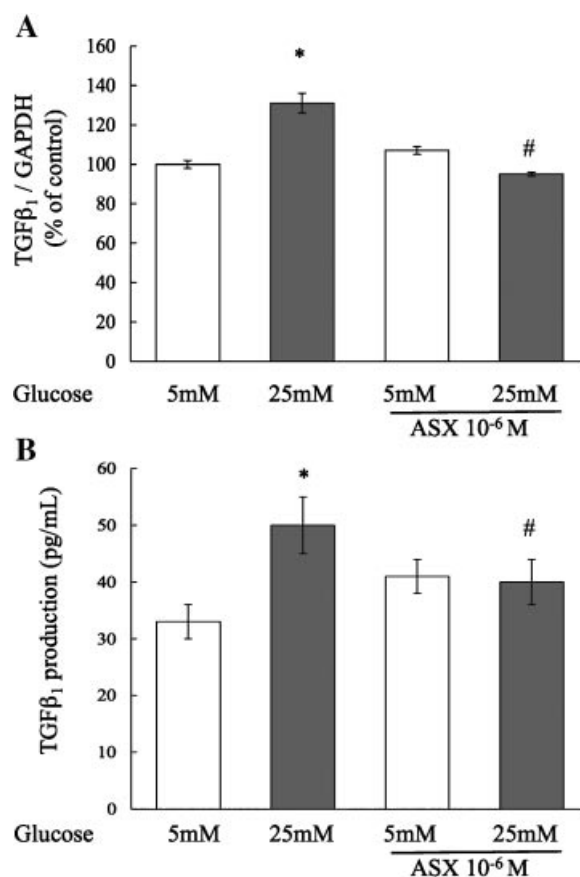 A
TGFβ₁ / GAPDH
(% of control)
160
140
120
100
80
60
40
20
0
*
#
Glucose 5mM 25mM 5mM 25mM
ASX 10⁻⁶ M
B
TGFβ₁ production (pg/mL)
60
50
40
30
20
10
0
*
#
Glucose 5mM 25mM 5mM 25mM
ASX 10⁻⁶ M